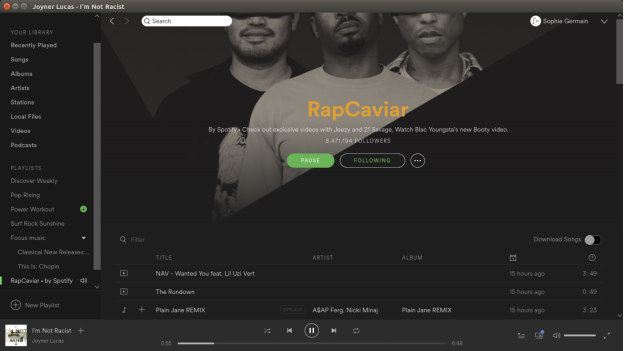 Joyner Lucas - I'm Not Racist
Search
Sophie Germain
YOUR LIBRARY
Recently Played
Songs
Albums
Artists
Stations
Local Files
Videos
Podcasts
PLAYLISTS
Discover Weekly
Pop Rising
Power Workout
Surf Rock Sunshine
Focus music
Classical New Releases:...
This Is: Chopin
RapCaviar • by Spotify
New Playlist
RapCaviar
By Spotify • Check out exclusive videos with Jeezy and 21 Savage. Watch Blac Youngsta's new Booty video.
8,471,194 FOLLOWERS
PAUSE FOLLOWING
Filter Download Songs
TITLE ARTIST ALBUM
NAV - Wanted You feat. Lil Uzi Vert 15 hours ago 3:49
The Rundown 15 hours ago 0:49
Plain Jane REMIX EXPLICIT A$AP Ferg, Nicki Minaj Plain Jane REMIX 15 hours ago 3:23
I'm Not Racist
Joyner Lucas
0:55 6:49